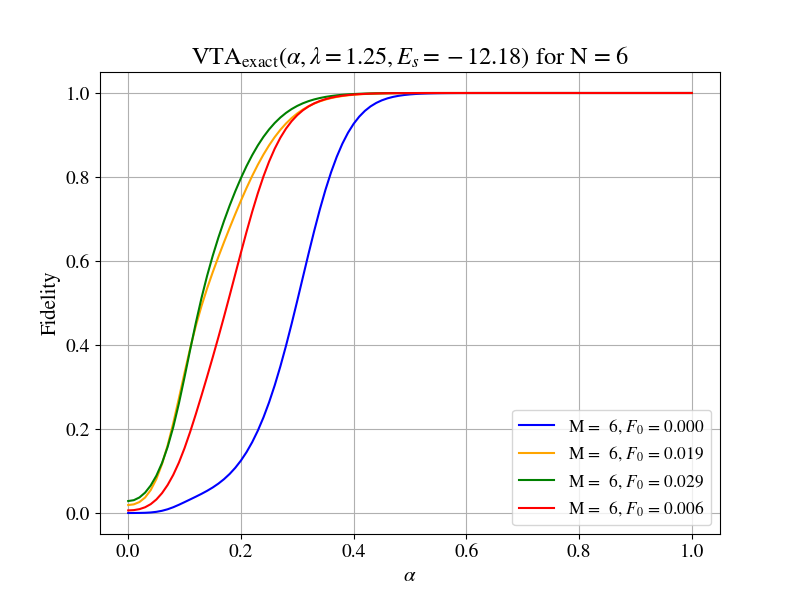 VTA_exact(α, λ = 1.25, E_s = −12.18) for N = 6
Fidelity
1.0
0.8
0.6
0.4
0.2
0.0
M = 6, F_0 = 0.000
M = 6, F_0 = 0.019
M = 6, F_0 = 0.029
M = 6, F_0 = 0.006
0.0 0.2 0.4 0.6 0.8 1.0
α